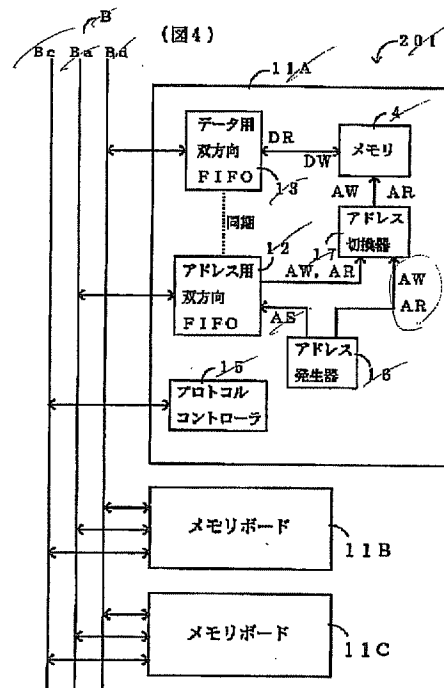 (図4)
B
Bc Ba Bd
201
11A
データ用
双方向
FIFO
13
DR
DW
4
メモリ
AW AR
アドレス
切換器
17
同期
12
アドレス用
双方向
FIFO
AW, AR
AS
AW
AR
アドレス
発生器
16
15
プロトコル
コントローラ
メモリボード
11B
メモリボード
11C